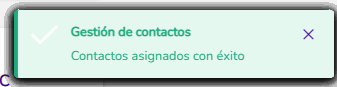 Gestión de contactos
Contactos asignados con éxito
C